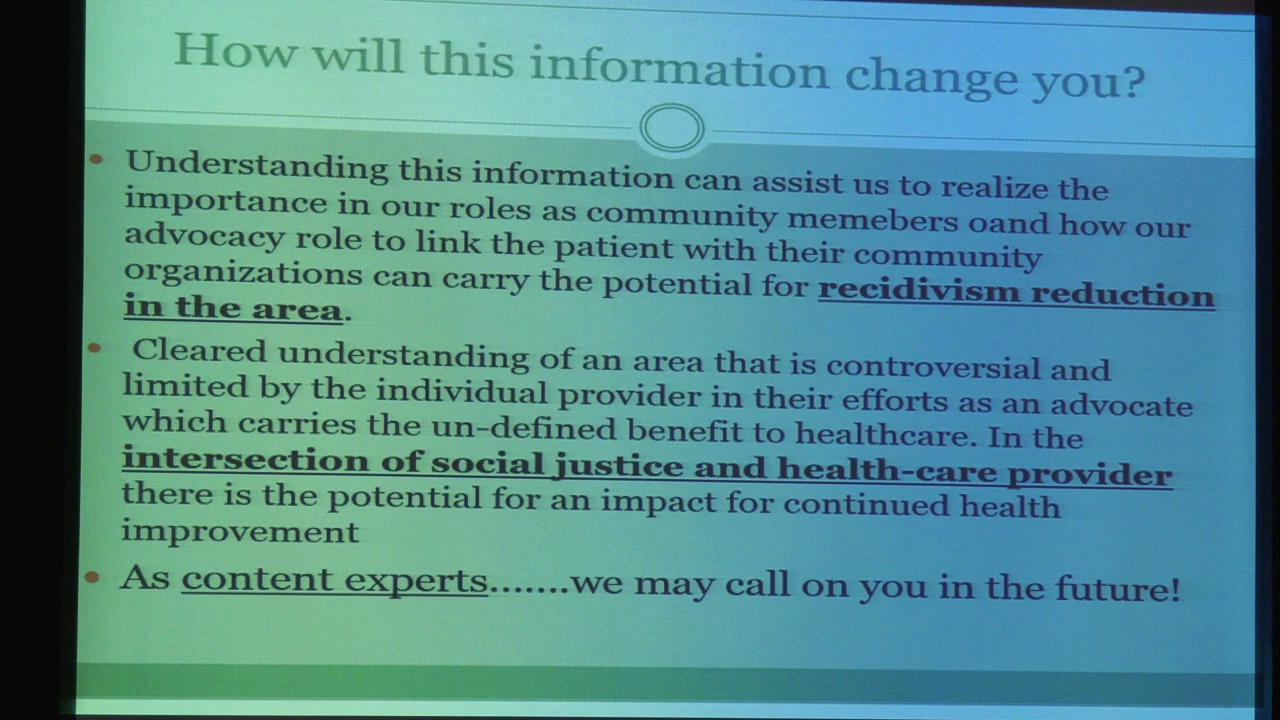 How will this information change you?
Understanding this information can assist us to realize the
importance in our roles as community memebers oand how our
advocacy role to link the patient with their community
organizations can carry the potential for recidivism reduction
in the area.
Cleared understanding of an area that is controversial and
limited by the individual provider in their efforts as an advocate
which carries the un-defined benefit to healthcare. In the
intersection of social justice and health-care provider
there is the potential for an impact for continued health
improvement
As content experts.......we may call on you in the future!